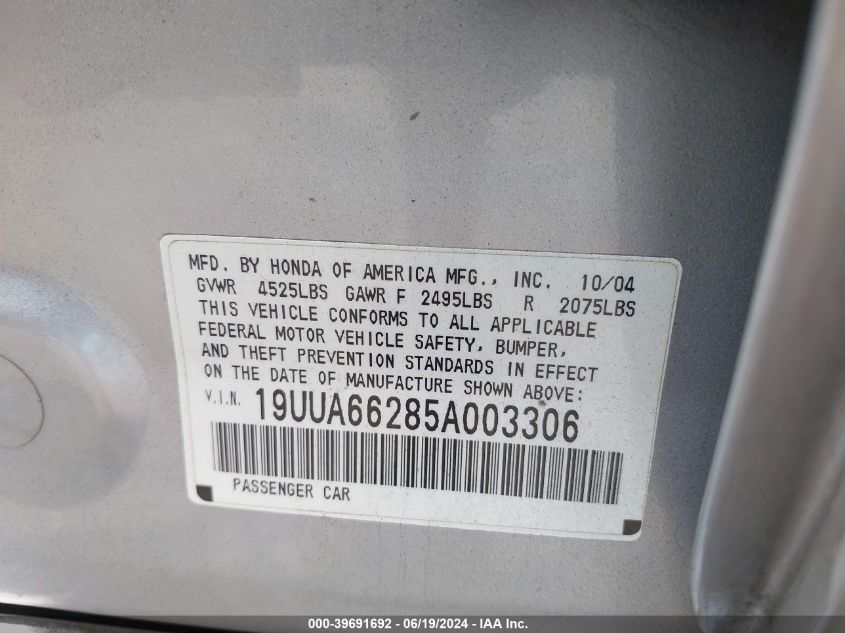 MFD. BY HONDA OF AMERICA MFG., INC. 10/04
GVWR 4525LBS GAWR F 2495LBS R 2075LBS
THIS VEHICLE CONFORMS TO ALL APPLICABLE
FEDERAL MOTOR VEHICLE SAFETY, BUMPER,
AND THEFT PREVENTION STANDARDS IN EFFECT
ON THE DATE OF MANUFACTURE SHOWN ABOVE:
V.I.N. 19UUA66285A003306
PASSENGER CAR
000-39691692 - 06/19/2024 - IAA Inc.